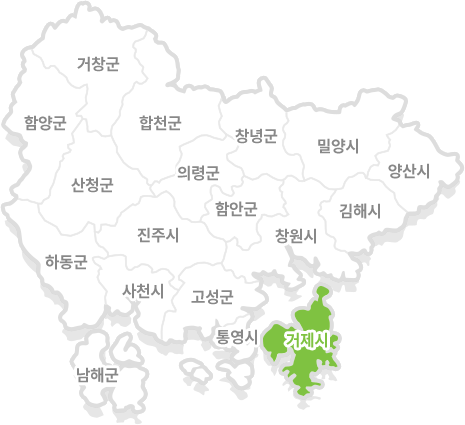 거창군
함양군
합천군
창녕군
밀양시
양산시
의령군
산청군
함안군
김해시
진주시
창원시
하동군
사천시
고성군
통영시
거제시
남해군